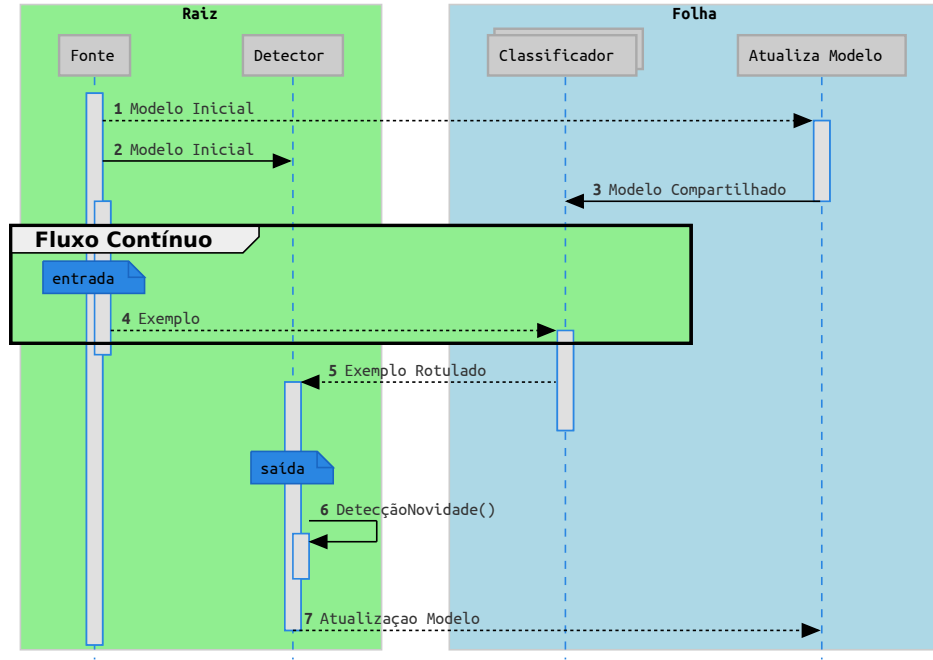 Raiz
Folha
Fonte
Detector
Classificador
Atualiza Modelo
1 Modelo Inicial
2 Modelo Inicial
3 Modelo Compartilhado
Fluxo Contínuo
entrada
4 Exemplo
5 Exemplo Rotulado
saída
6 DetecçãoNovidade()
7 Atualizaçao Modelo